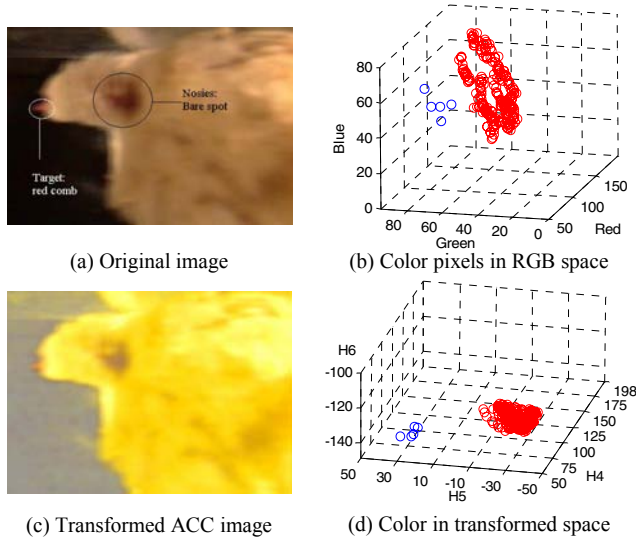 Nosies:
Bare spot
Target:
red comb
(a) Original image
80
60
40
20
0
Blue
80
60
40
20
0
Green
50
100
150
Red
(b) Color pixels in RGB space
(c) Transformed ACC image
H6
-100
-120
-140
50
30
10
-10
-30
-50
H5
50
75
100
125
150
175
198
H4
(d) Color in transformed space